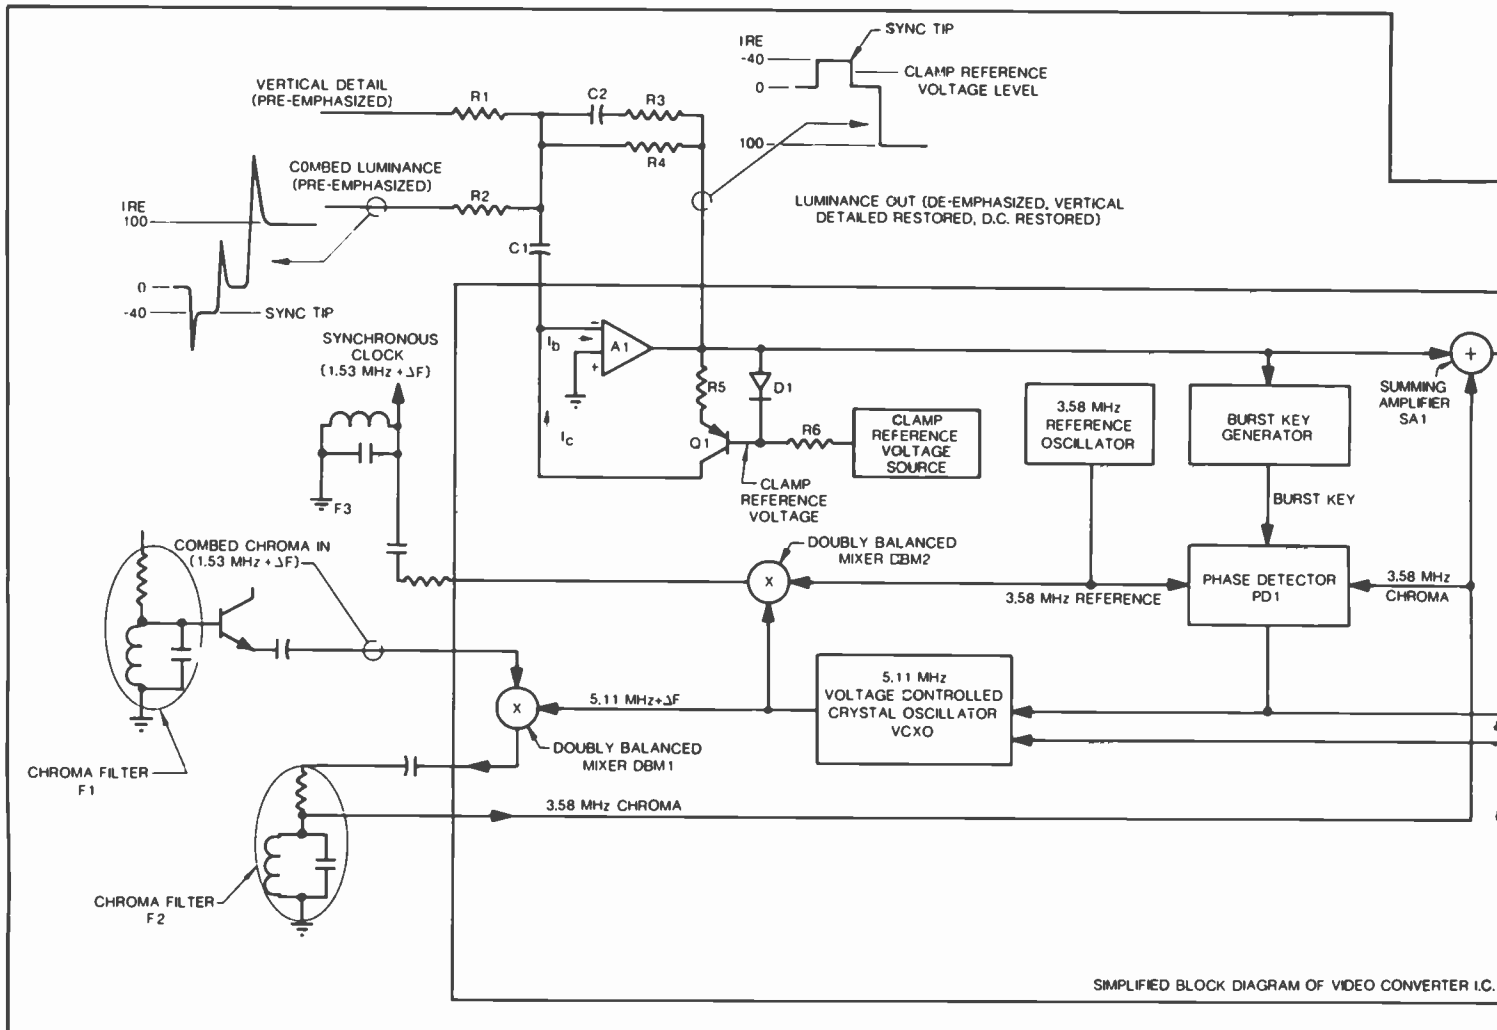 IRE
-40
0
100
SYNC TIP
CLAMP REFERENCE
VOLTAGE LEVEL
VERTICAL DETAIL
(PRE-EMPHASIZED)
R1
C2
R3
R4
COMBED LUMINANCE
(PRE-EMPHASIZED)
R2
IRE
100
0
-40
SYNC TIP
C1
LUMINANCE OUT (DE-EMPHASIZED, VERTICAL
DETAILED RESTORED, D.C. RESTORED)
SYNCHRONOUS
CLOCK
(1.53 MHz + ΔF)
F3
Ib
Ic
-
+
A1
R5
D1
Q1
R6
CLAMP
REFERENCE
VOLTAGE
SOURCE
CLAMP
REFERENCE
VOLTAGE
3.58 MHz
REFERENCE
OSCILLATOR
BURST KEY
GENERATOR
+
SUMMING
AMPLIFIER
SA1
BURST KEY
COMBED CHROMA IN
(1.53 MHz + ΔF)
X
DOUBLY BALANCED
MIXER DBM2
3.58 MHz REFERENCE
PHASE DETECTOR
PD1
3.58 MHz
CHROMA
X
5.11 MHz+ΔF
5.11 MHz
VOLTAGE CONTROLLED
CRYSTAL OSCILLATOR
VCXO
DOUBLY BALANCED
MIXER DBM1
CHROMA FILTER
F1
3.58 MHz CHROMA
CHROMA FILTER
F2
SIMPLIFIED BLOCK DIAGRAM OF VIDEO CONVERTER I.C.